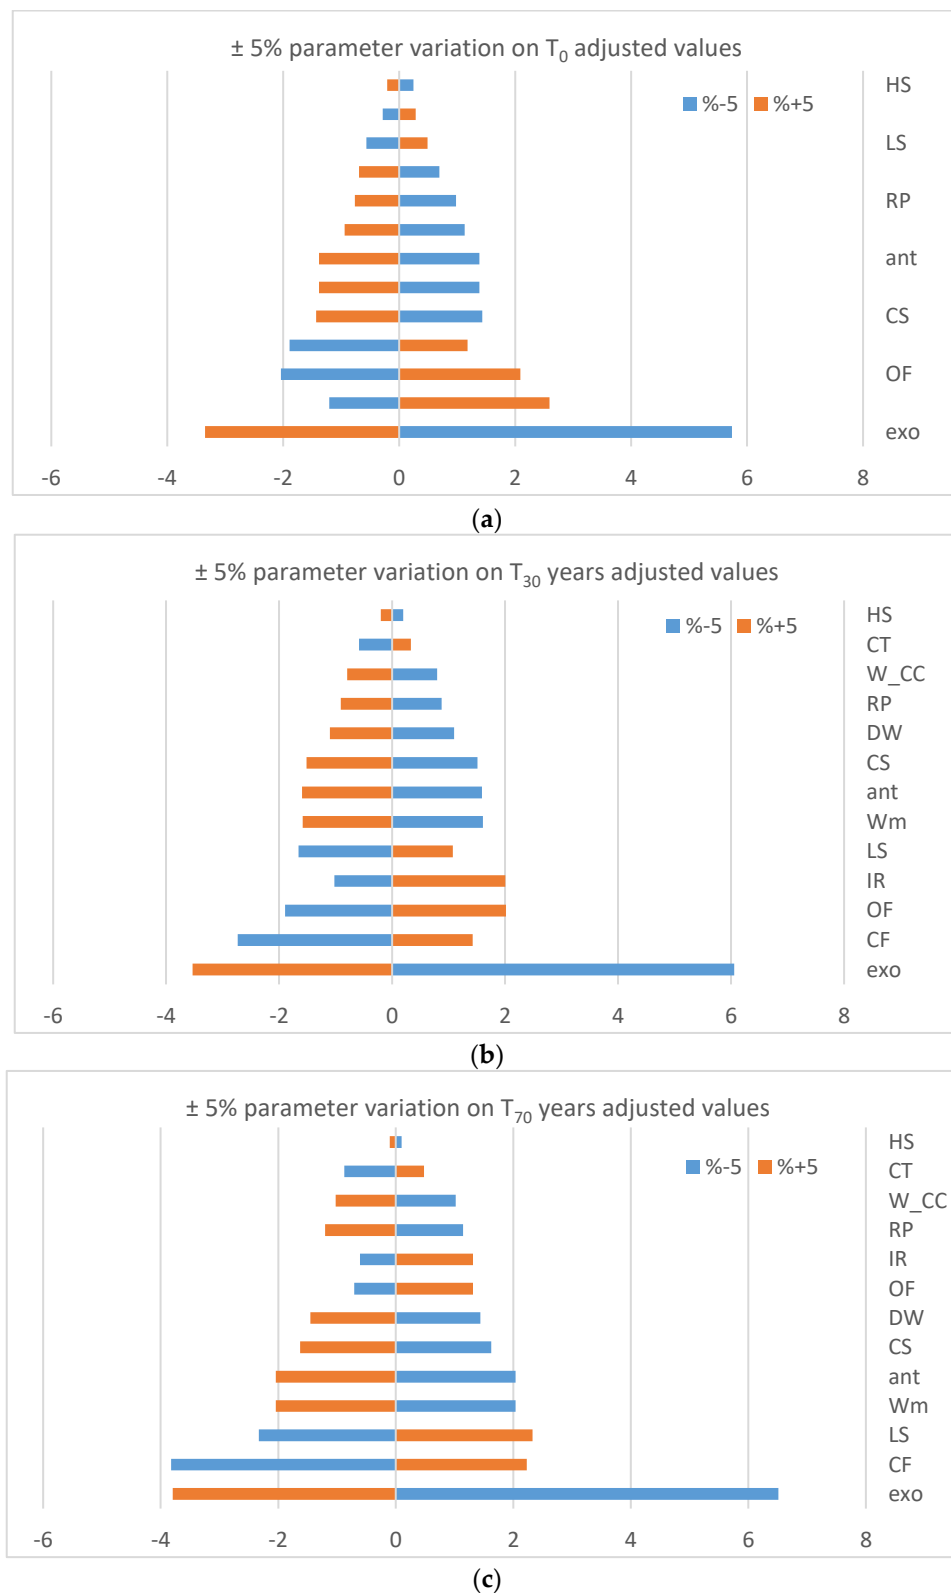 ± 5% parameter variation on T0 adjusted values
HS
%-5 %+5
LS
RP
ant
CS
OF
exo
-6 -4 -2 0 2 4 6 8
(a)
± 5% parameter variation on T30 years adjusted values
HS
%-5 %+5
CT
W_CC
RP
DW
CS
ant
Wm
LS
IR
OF
CF
exo
-6 -4 -2 0 2 4 6 8
(b)
± 5% parameter variation on T70 years adjusted values
HS
%-5 %+5
CT
W_CC
RP
IR
OF
DW
CS
ant
Wm
LS
CF
exo
-6 -4 -2 0 2 4 6 8
(c)